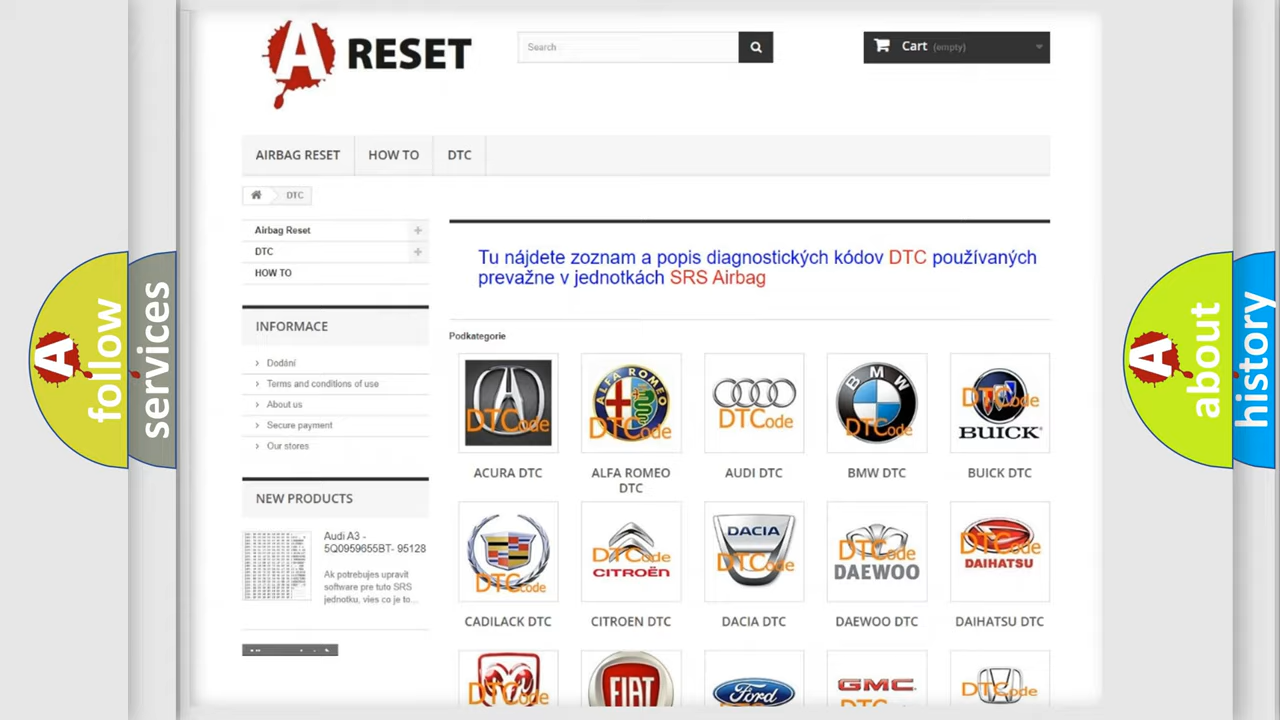 A RESET
Search
Cart (empty)
AIRBAG RESET
HOW TO
DTC
DTC
Airbag Reset
DTC
HOW TO
Tu nájdete zoznam a popis diagnostických kódov DTC používaných
prevažne v jednotkách SRS Airbag
INFORMACE
Dodání
Terms and conditions of use
About us
Secure payment
Our stores
NEW PRODUCTS
Audi A3 -
5Q0959655BT- 95128
Ak potrebujes upravit
software pre tuto SRS
jednotku, vies co je to...
Podkategorie
DTCode
ALFA ROMEO
DTCode
DTCode
BMW
DTCode
DTCode
BUICK
ACURA DTC
ALFA ROMEO
DTC
AUDI DTC
BMW DTC
BUICK DTC
DTCode
DTCode
CITROËN
DACIA
DTCode
DTCode
DAEWOO
DTCode
DAIHATSU
CADILACK DTC
CITROEN DTC
DACIA DTC
DAEWOO DTC
DAIHATSU DTC
DTCode
FIAT
Ford
GMC
DTCode
A follow
services
A about
history